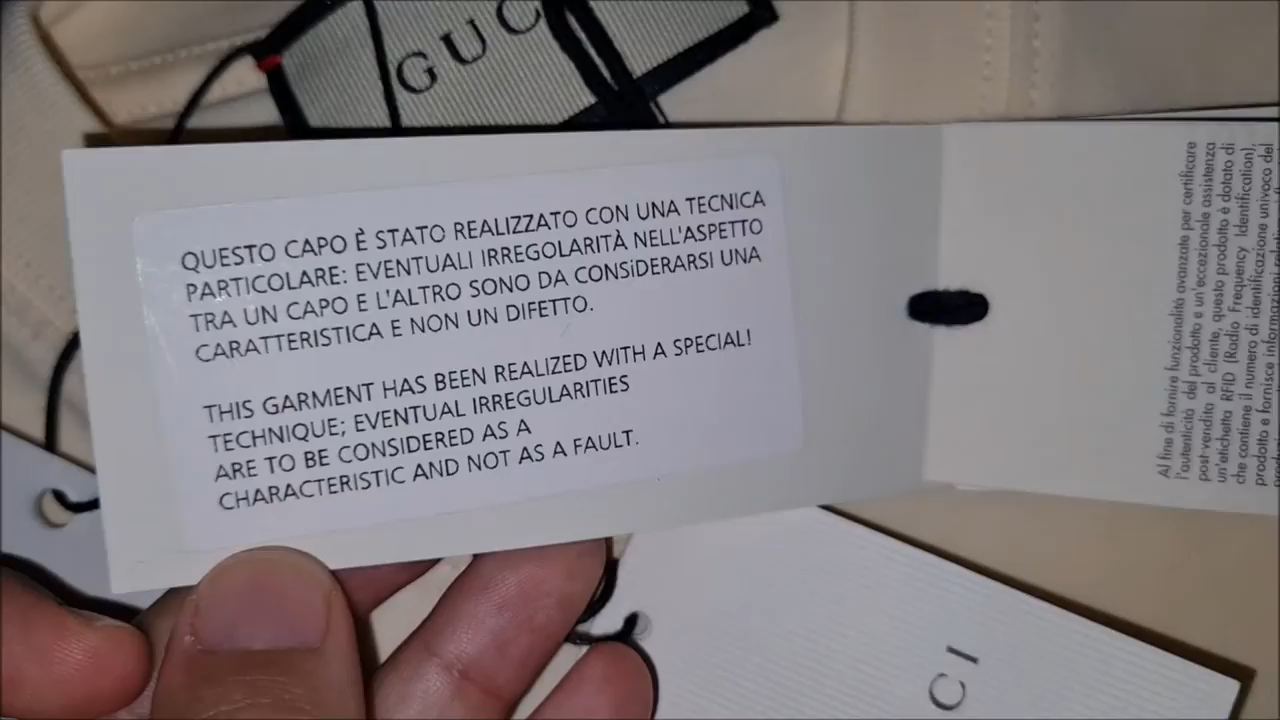 GUC
QUESTO CAPO È STATO REALIZZATO CON UNA TECNICA
PARTICOLARE: EVENTUALI IRREGOLARITÀ NELL'ASPETTO
TRA UN CAPO E L'ALTRO SONO DA CONSiDERARSI UNA
CARATTERISTICA E NON UN DIFETTO.
THIS GARMENT HAS BEEN REALIZED WITH A SPECIAL!
TECHNIQUE; EVENTUAL IRREGULARITIES
ARE TO BE CONSIDERED AS A
CHARACTERISTIC AND NOT AS A FAULT.
Al fine di fornire funzionalità avanzate per certificare
l'autenticità del prodotto e un'eccezionale assistenza
post-vendita al cliente, questo prodotto è dotato di
un'etichetta RFID (Radio Frequency Identification),
che contiene il numero di identificazione univoco del
prodotto e fornisce informazioni
CI